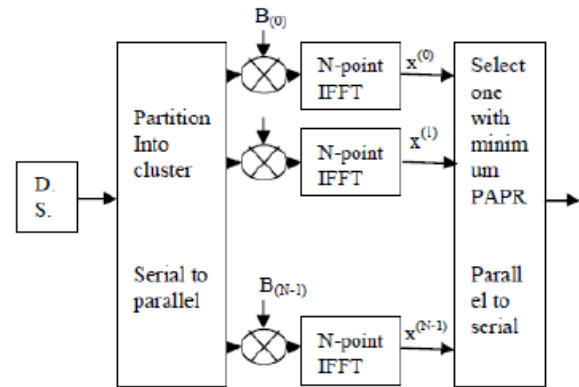 D.
S.
Partition
Into
cluster
Serial to
parallel
B(0)
N-point
IFFT
x(0)
N-point
IFFT
x(1)
B(N-1)
N-point
IFFT
x(N-1)
Select
one
with
minim
um
PAPR
Parall
el to
serial